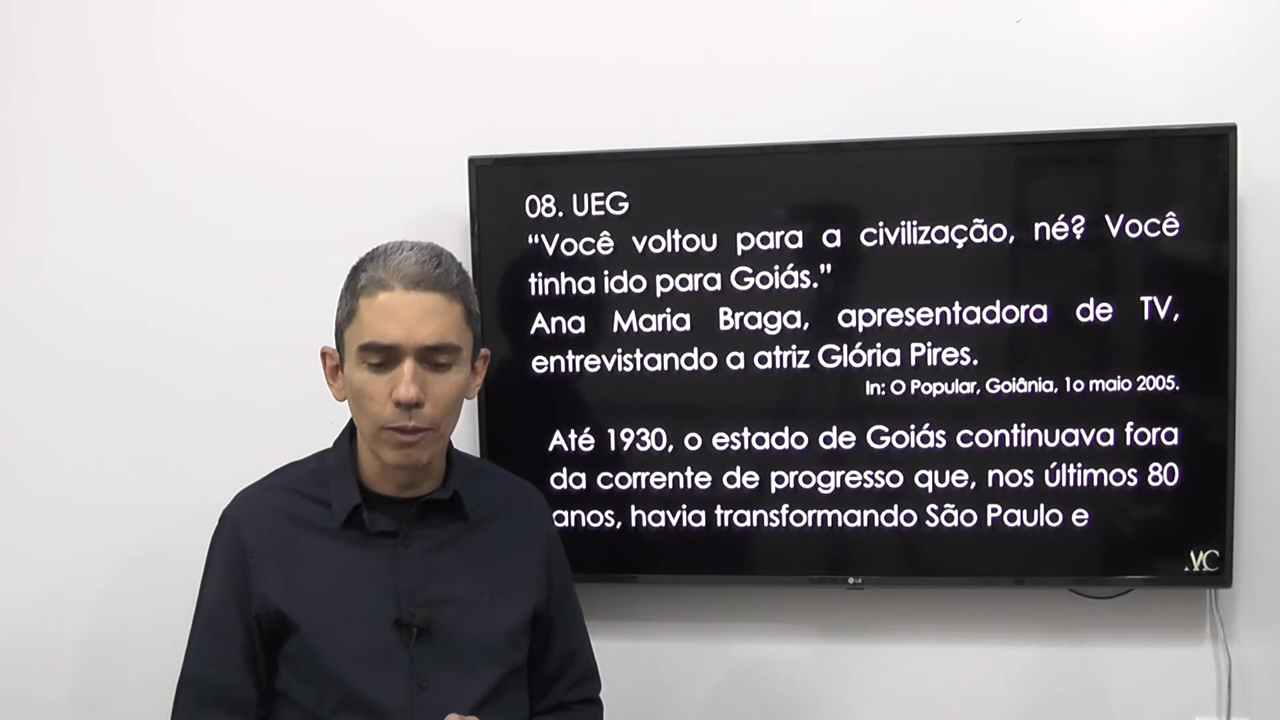 08. UEG
“Você voltou para a civilização, né? Você
tinha ido para Goiás.”
Ana Maria Braga, apresentadora de TV,
entrevistando a atriz Glória Pires.
In: O Popular, Goiânia, 1o maio 2005.
Até 1930, o estado de Goiás continuava fora
da corrente de progresso que, nos últimos 80
anos, havia transformando São Paulo e
MC
LG